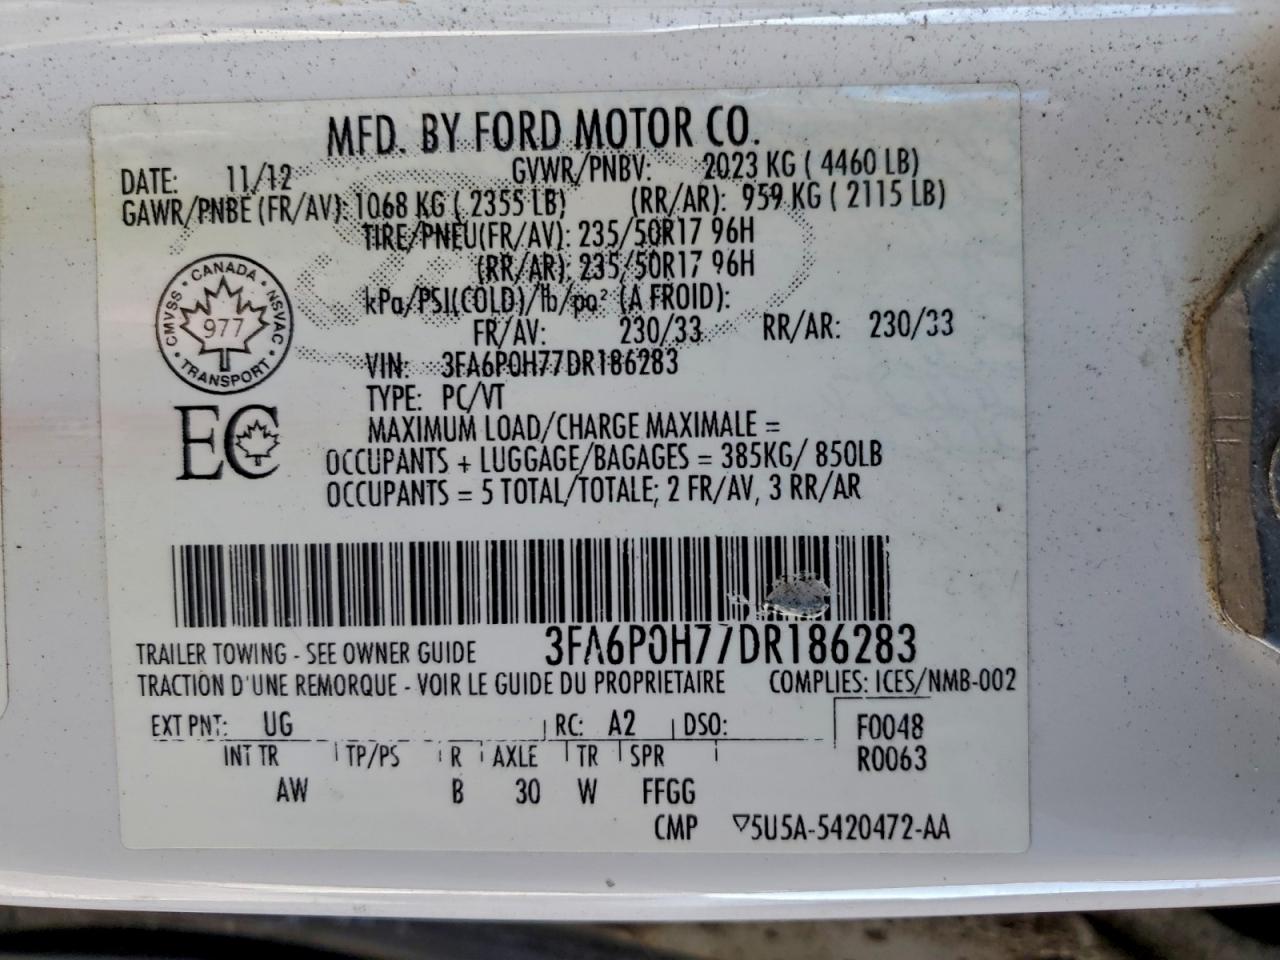 MFD. BY FORD MOTOR CO.
DATE: 11/12 GVWR/PNBV: 2023 KG ( 4460 LB)
GAWR/PNBE (FR/AV): 1068 KG ( 2355 LB) (RR/AR): 959 KG ( 2115 LB)
TIRE/PNEU(FR/AV): 235/50R17 96H
(RR/AR): 235/50R17 96H
kPa/PSI(COLD)/lb/po² (A FROID):
FR/AV: 230/33 RR/AR: 230/33
CANADA
CMVSS NSVAC
977
TRANSPORT
VIN: 3FA6P0H77DR186283
TYPE: PC/VT
EC
MAXIMUM LOAD/CHARGE MAXIMALE =
OCCUPANTS + LUGGAGE/BAGAGES = 385KG/ 850LB
OCCUPANTS = 5 TOTAL/TOTALE; 2 FR/AV, 3 RR/AR
3FA6P0H77DR186283
TRAILER TOWING - SEE OWNER GUIDE
TRACTION D'UNE REMORQUE - VOIR LE GUIDE DU PROPRIETAIRE COMPLIES: ICES/NMB-002
EXT PNT: UG RC: A2 DSO: F0048
INT TR TP/PS R AXLE TR SPR R0063
AW B 30 W FFGG
CMP ▽5U5A-5420472-AA